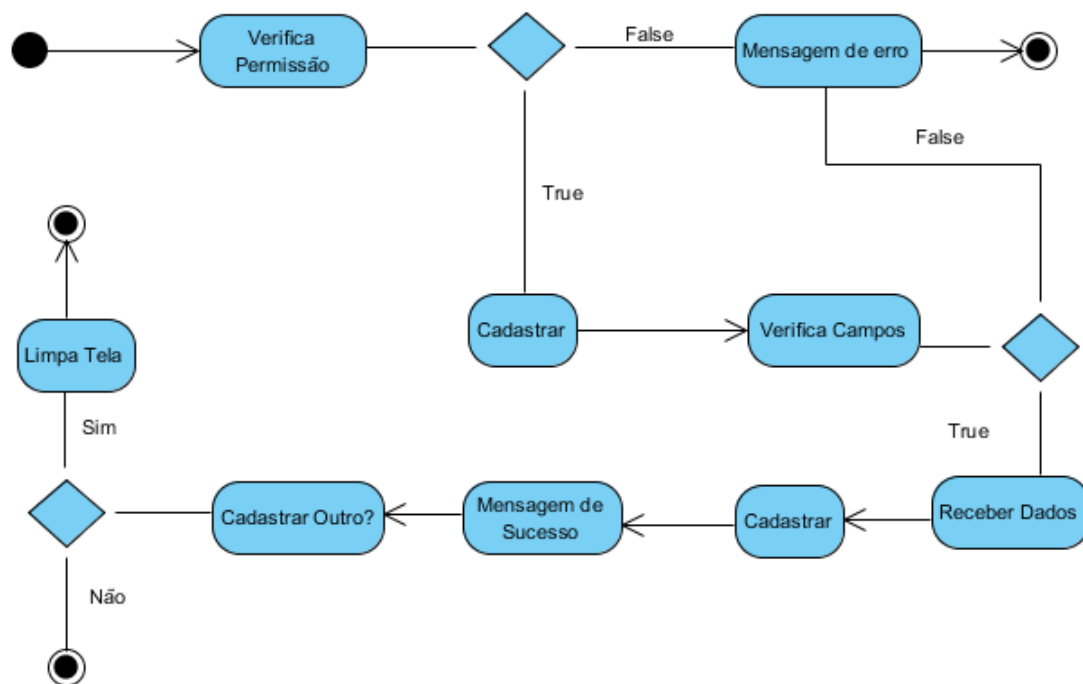 Verifica
Permissão
False
Mensagem de erro
False
True
Cadastrar
Verifica Campos
Limpa Tela
Sim
True
Cadastrar Outro?
Mensagem de
Sucesso
Cadastrar
Receber Dados
Não